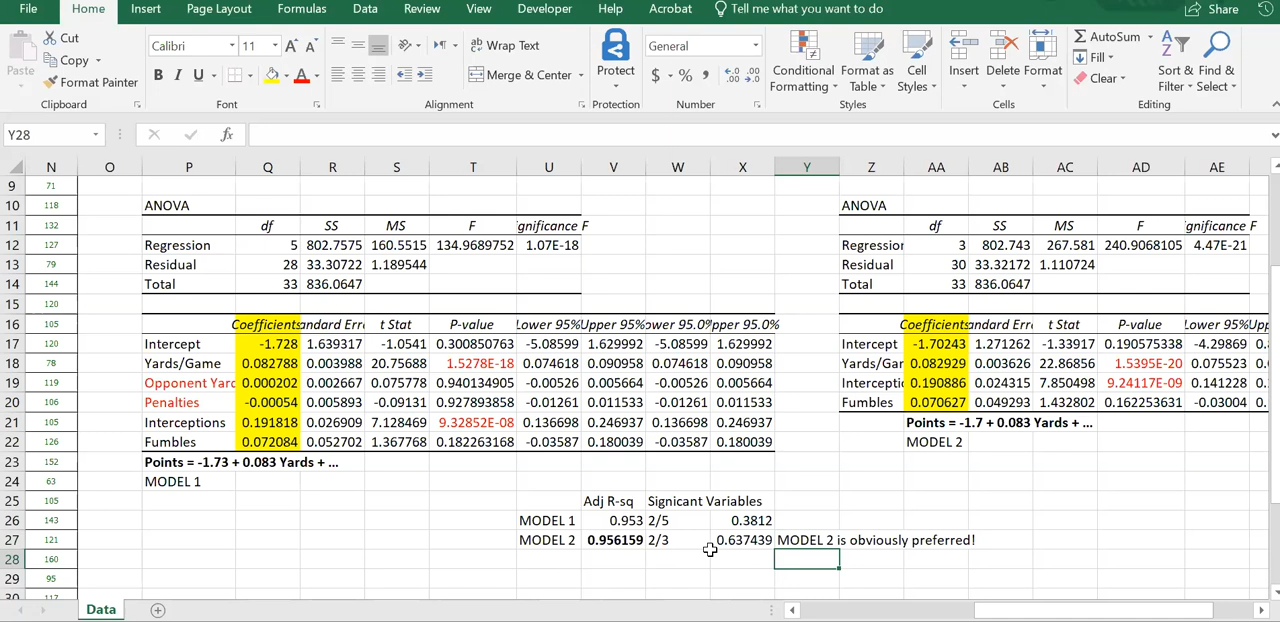 File Home Insert Page Layout Formulas Data Review View Developer Help Acrobat Tell me what you want to do Share
Cut Calibri 11 Wrap Text General AutoSum
Copy
Paste Format Painter Merge & Center Protect Conditional Formatting Format as Table Cell Styles Insert Delete Format Fill Clear Sort & Filter Find & Select
Clipboard Font Alignment Protection Number Styles Cells Editing
Y28 fx
N O P Q R S T U V W X Y Z AA AB AC AD AE
9 71
10 118 ANOVA ANOVA
11 132 df SS MS F gnificance F df SS MS F gnificance F
12 127 Regression 5 802.7575 160.5515 134.9689752 1.07E-18 Regression 3 802.743 267.581 240.9068105 4.47E-21
13 79 Residual 28 33.30722 1.189544 Residual 30 33.32172 1.110724
14 144 Total 33 836.0647 Total 33 836.0647
15 120
16 105 Coefficients andard Erro t Stat P-value Lower 95% Upper 95% ower 95.0% pper 95.0% Coefficients andard Erro t Stat P-value Lower 95% Upp
17 120 Intercept -1.728 1.639317 -1.0541 0.300850763 -5.08599 1.629992 -5.08599 1.629992 Intercept -1.70243 1.271262 -1.33917 0.190575338 -4.29869 0.8
18 78 Yards/Game 0.082788 0.003988 20.75688 1.5278E-18 0.074618 0.090958 0.074618 0.090958 Yards/Gar 0.082929 0.003626 22.86856 1.5395E-20 0.075523 0.
19 119 Opponent Yard 0.000202 0.002667 0.075778 0.940134905 -0.00526 0.005664 -0.00526 0.005664 Interceptic 0.190886 0.024315 7.850498 9.24117E-09 0.141228 0.
20 106 Penalties -0.00054 0.005893 -0.09131 0.927893858 -0.01261 0.011533 -0.01261 0.011533 Fumbles 0.070627 0.049293 1.432802 0.162253631 -0.03004 0.
21 105 Interceptions 0.191818 0.026909 7.128469 9.32852E-08 0.136698 0.246937 0.136698 0.246937 Points = -1.7 + 0.083 Yards + ...
22 126 Fumbles 0.072084 0.052702 1.367768 0.182263168 -0.03587 0.180039 -0.03587 0.180039 MODEL 2
23 152 Points = -1.73 + 0.083 Yards + ...
24 63 MODEL 1
25 105 Adj R-sq Signicant Variables
26 143 MODEL 1 0.953 2/5 0.3812
27 121 MODEL 2 0.956159 2/3 0.637439 MODEL 2 is obviously preferred!
28 160
29 95
30 117
Data